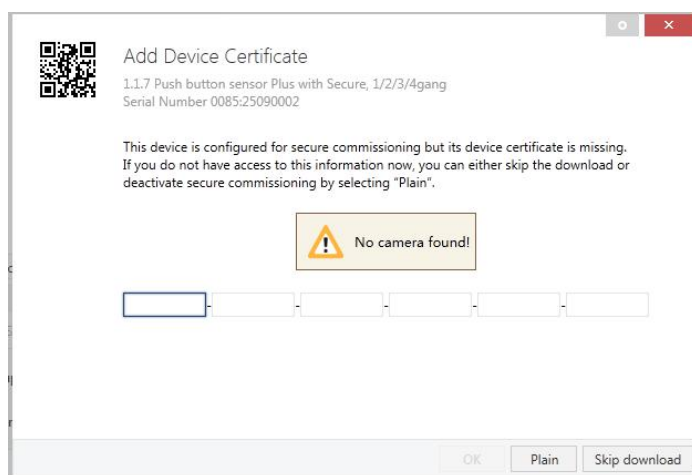 Add Device Certificate
1.1.7 Push button sensor Plus with Secure, 1/2/3/4gang
Serial Number 0085:25090002
This device is configured for secure commissioning but its device certificate is missing.
If you do not have access to this information now, you can either skip the download or
deactivate secure commissioning by selecting "Plain".
No camera found!
- - - - -
OK Plain Skip download